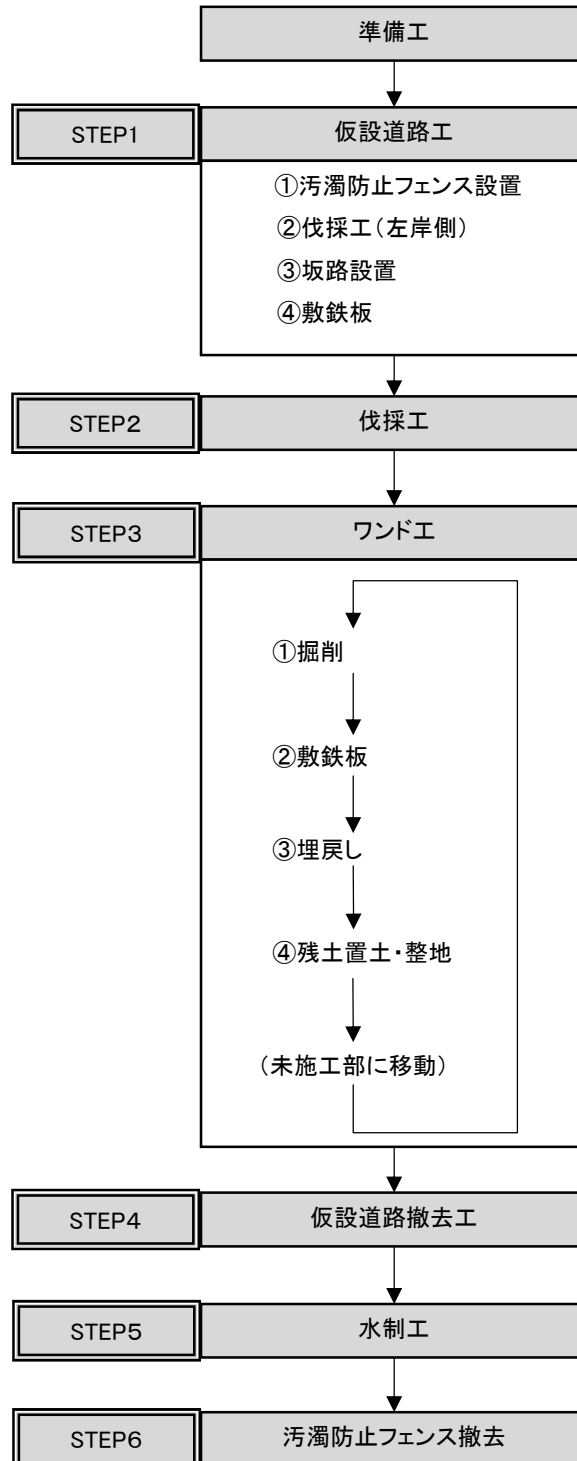 準備工
STEP1
仮設道路工
①汚濁防止フェンス設置
②伐採工(左岸側)
③坂路設置
④敷鉄板
STEP2
伐採工
STEP3
ワンド工
①掘削
②敷鉄板
③埋戻し
④残土置土・整地
(未施工部に移動)
STEP4
仮設道路撤去工
STEP5
水制工
STEP6
汚濁防止フェンス撤去